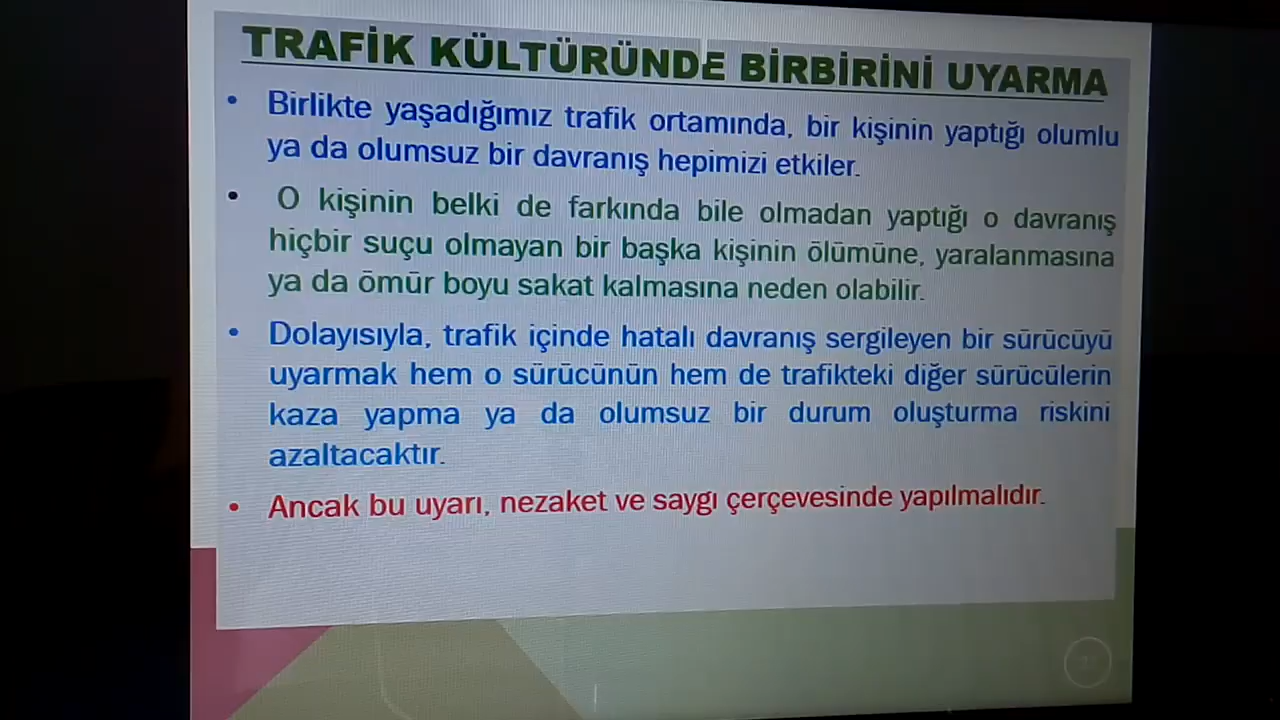 TRAFİK KÜLTÜRÜNDE BİRBİRİNİ UYARMA
• Birlikte yaşadığımız trafik ortamında, bir kişinin yaptığı olumlu
ya da olumsuz bir davranış hepimizi etkiler.
• O kişinin belki de farkında bile olmadan yaptığı o davranış
hiçbir suçu olmayan bir başka kişinin ölümüne, yaralanmasına
ya da ömür boyu sakat kalmasına neden olabilir.
• Dolayısıyla, trafik içinde hatalı davranış sergileyen bir sürücüyü
uyarmak hem o sürücünün hem de trafikteki diğer sürücülerin
kaza yapma ya da olumsuz bir durum oluşturma riskini
azaltacaktır.
• Ancak bu uyarı, nezaket ve saygı çerçevesinde yapılmalıdır.